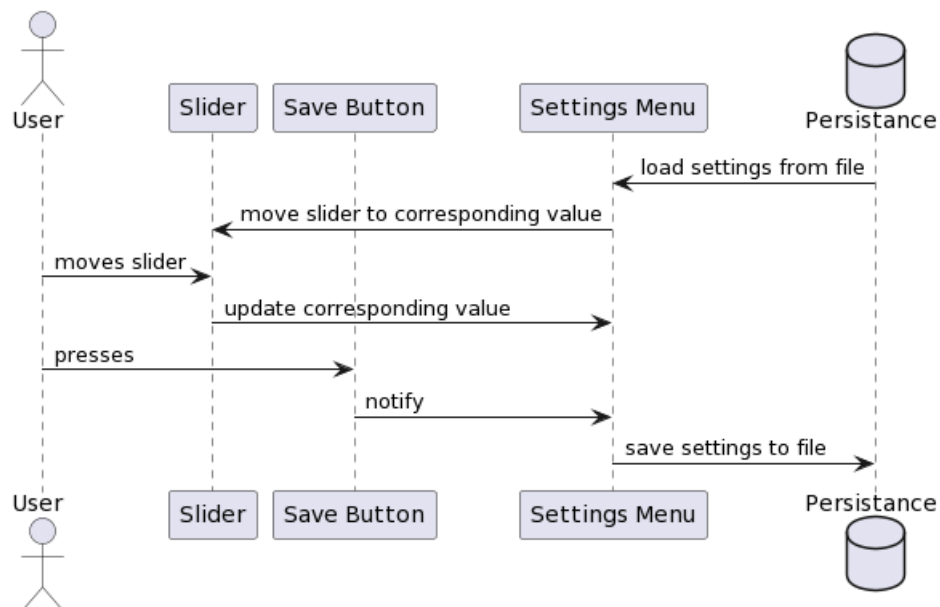 User
Slider
Save Button
Settings Menu
Persistance
load settings from file
move slider to corresponding value
moves slider
update corresponding value
presses
notify
save settings to file
User
Slider
Save Button
Settings Menu
Persistance